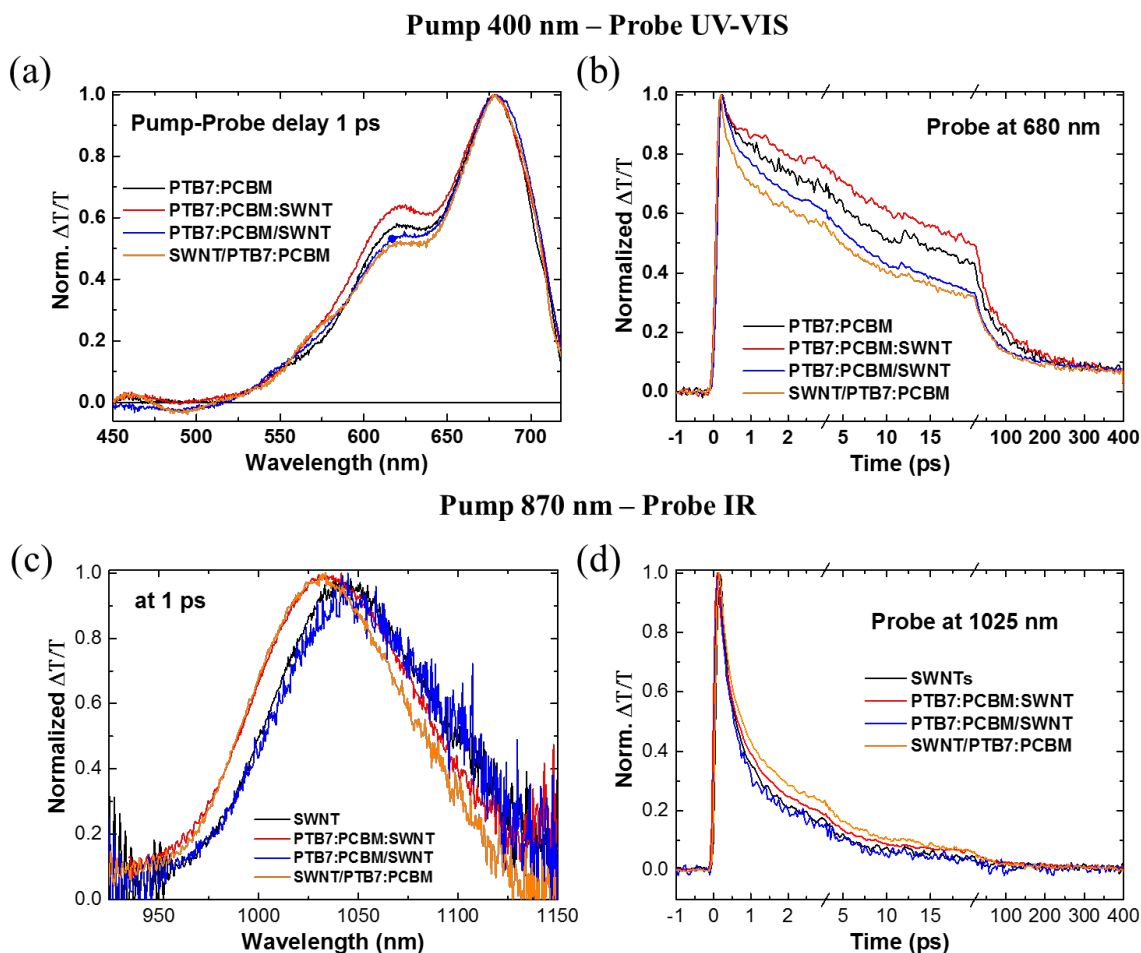 Pump 400 nm – Probe UV-VIS
(a)
Norm. ΔT/T
1.0
0.8
0.6
0.4
0.2
0.0
Pump-Probe delay 1 ps
PTB7:PCBM
PTB7:PCBM:SWNT
PTB7:PCBM/SWNT
SWNT/PTB7:PCBM
450 500 550 600 650 700
Wavelength (nm)
(b)
Normalized ΔT/T
1.0
0.8
0.6
0.4
0.2
0.0
Probe at 680 nm
PTB7:PCBM
PTB7:PCBM:SWNT
PTB7:PCBM/SWNT
SWNT/PTB7:PCBM
-1 0 1 2 5 10 15 100 200 300 400
Time (ps)
Pump 870 nm – Probe IR
(c)
Normalized ΔT/T
1.0
0.8
0.6
0.4
0.2
0.0
at 1 ps
SWNT
PTB7:PCBM:SWNT
PTB7:PCBM/SWNT
SWNT/PTB7:PCBM
950 1000 1050 1100 1150
Wavelength (nm)
(d)
Norm. ΔT/T
1.0
0.8
0.6
0.4
0.2
0.0
Probe at 1025 nm
SWNTs
PTB7:PCBM:SWNT
PTB7:PCBM/SWNT
SWNT/PTB7:PCBM
-1 0 1 2 5 10 15 100 200 300 400
Time (ps)